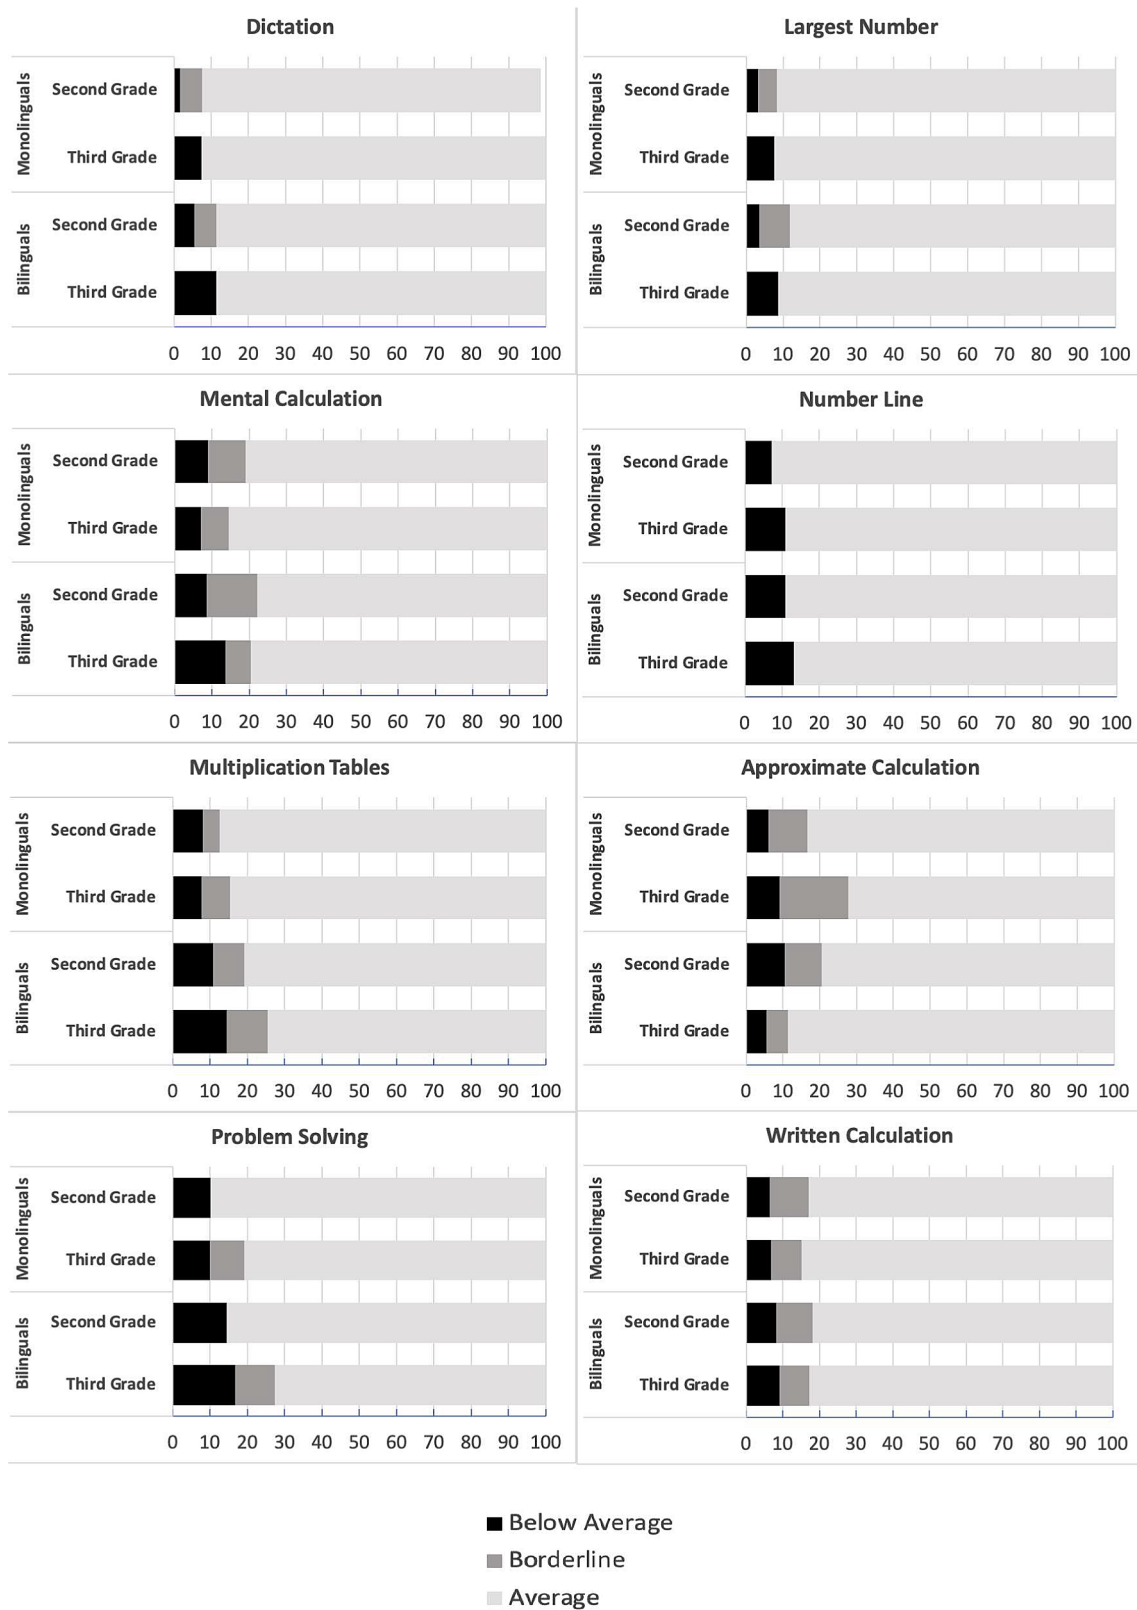 Dictation
Monolinguals
Second Grade
Third Grade
Bilinguals
Second Grade
Third Grade
0 10 20 30 40 50 60 70 80 90 100
Largest Number
Monolinguals
Second Grade
Third Grade
Bilinguals
Second Grade
Third Grade
0 10 20 30 40 50 60 70 80 90 100
Mental Calculation
Monolinguals
Second Grade
Third Grade
Bilinguals
Second Grade
Third Grade
0 10 20 30 40 50 60 70 80 90 100
Number Line
Monolinguals
Second Grade
Third Grade
Bilinguals
Second Grade
Third Grade
0 10 20 30 40 50 60 70 80 90 100
Multiplication Tables
Monolinguals
Second Grade
Third Grade
Bilinguals
Second Grade
Third Grade
0 10 20 30 40 50 60 70 80 90 100
Approximate Calculation
Monolinguals
Second Grade
Third Grade
Bilinguals
Second Grade
Third Grade
0 10 20 30 40 50 60 70 80 90 100
Problem Solving
Monolinguals
Second Grade
Third Grade
Bilinguals
Second Grade
Third Grade
0 10 20 30 40 50 60 70 80 90 100
Written Calculation
Monolinguals
Second Grade
Third Grade
Bilinguals
Second Grade
Third Grade
0 10 20 30 40 50 60 70 80 90 100
Below Average
Borderline
Average